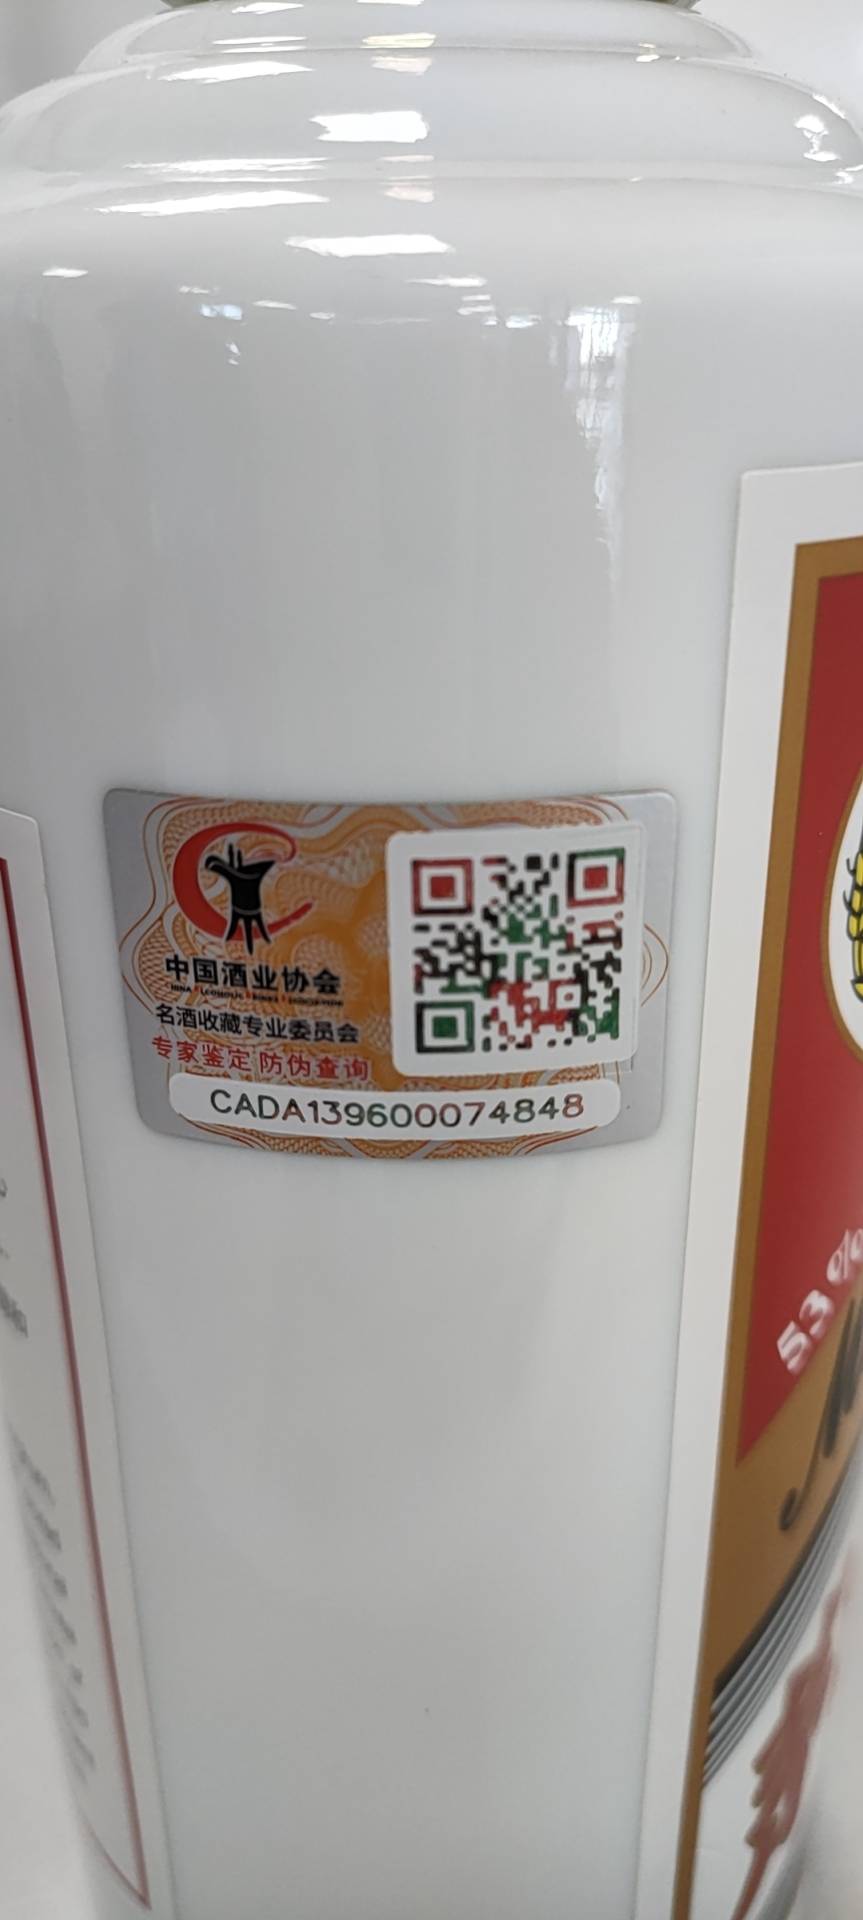 中国酒业协会
名酒收藏专业委员会
专家鉴定 防伪查询
CADA139600074848
53%